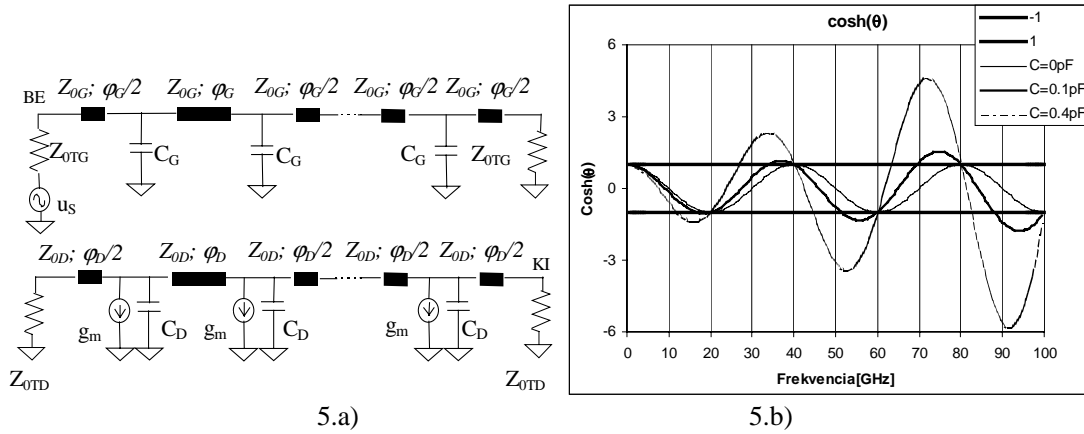 Z0G; φG/2 Z0G; φG Z0G; φG/2 Z0G; φG/2 Z0G; φG/2
BE
CG CG CG Z0TG
Z0TG
uS
Z0D; φD/2 Z0D; φD Z0D; φD/2 Z0D; φD/2 Z0D; φD/2
KI
gm CD gm CD gm CD
Z0TD Z0TD
5.a)
cosh(θ)
-1
1
C=0pF
C=0.1pF
C=0.4pF
Cosh(θ)
6
3
0
-3
-6
0 10 20 30 40 50 60 70 80 90 100
Frekvencia[GHz]
5.b)